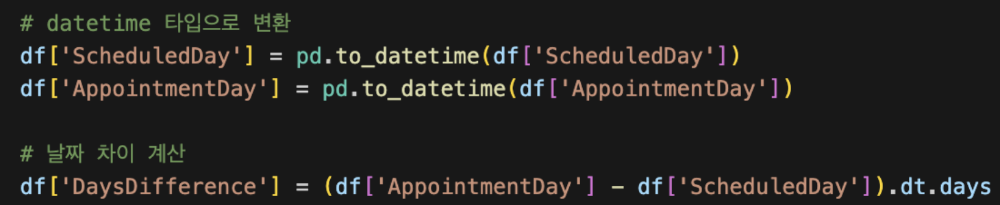 # datetime 타입으로 변환
df['ScheduledDay'] = pd.to_datetime(df['ScheduledDay'])
df['AppointmentDay'] = pd.to_datetime(df['AppointmentDay'])
# 날짜 차이 계산
df['DaysDifference'] = (df['AppointmentDay'] - df['ScheduledDay']).dt.days